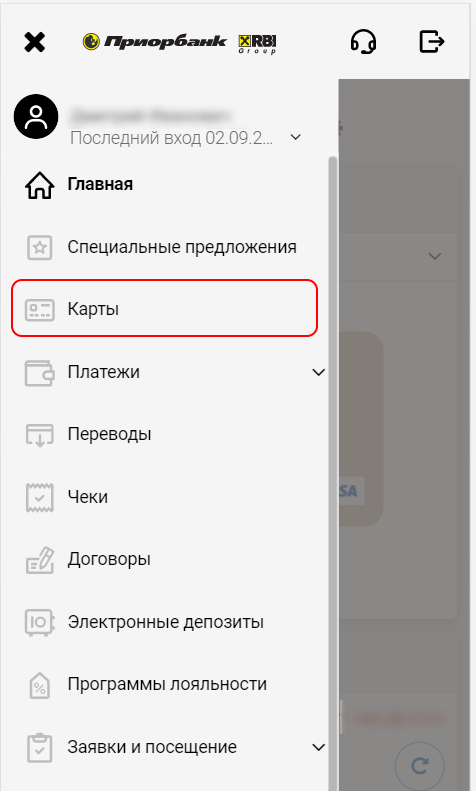 Приорбанк RBI
Group
Последний вход 02.09.2...
Главная
Специальные предложения
Карты
Платежи
Переводы
Чеки
Договоры
Электронные депозиты
Программы лояльности
Заявки и посещение